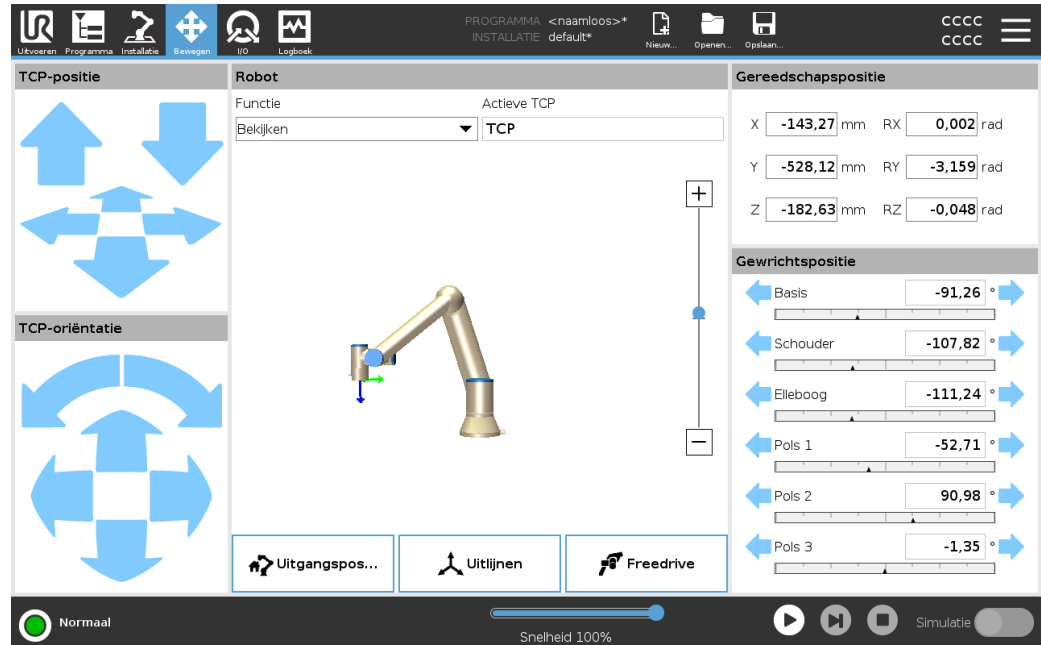 UR
PROGRAMMA <naamloos>*
INSTALLATIE default*
CCCC
CCCC
Uitvoeren Programma Installatie Bewegen I/O Logboek Nieuw... Openen... Opslaan...
TCP-positie
Robot
Functie Actieve TCP
Bekijken TCP
Gereedschapspositie
X -143,27 mm RX 0,002 rad
Y -528,12 mm RY -3,159 rad
Z -182,63 mm RZ -0,048 rad
Gewrichtspositie
Basis -91,26 °
Schouder -107,82 °
Elleboog -111,24 °
Pols 1 -52,71 °
Pols 2 90,98 °
Pols 3 -1,35 °
TCP-oriëntatie
Uitgangspos... Uitlijnen Freedrive
Normaal
Snelheid 100%
Simulatie